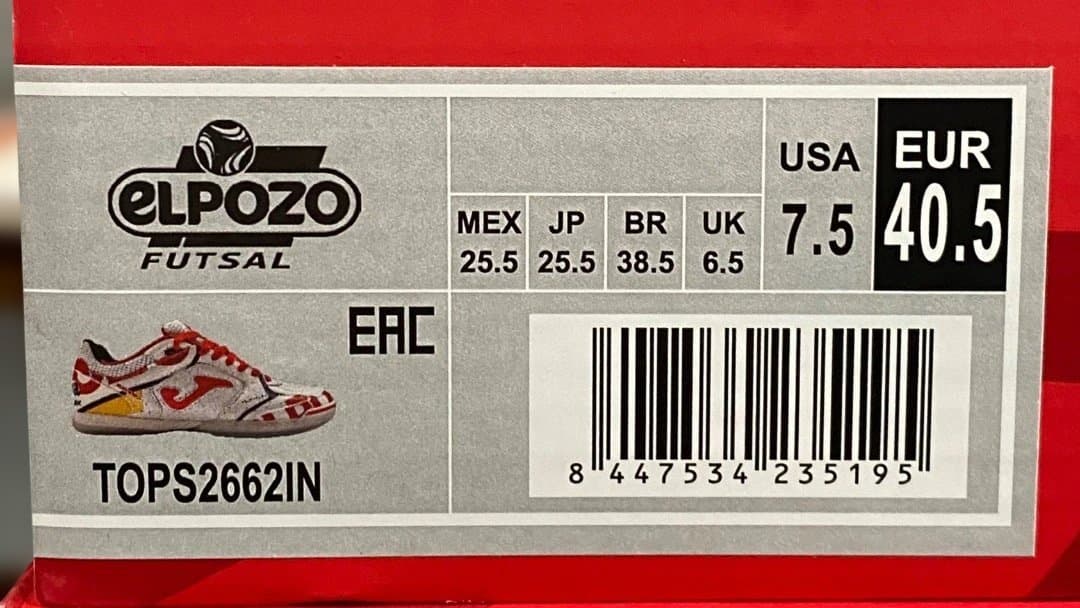 eLPOZO
FÚTSAL
MEX JP BR UK
25.5 25.5 38.5 6.5
USA
7.5
EUR
40.5
EAC
TOPS2662IN
8 447534 235195